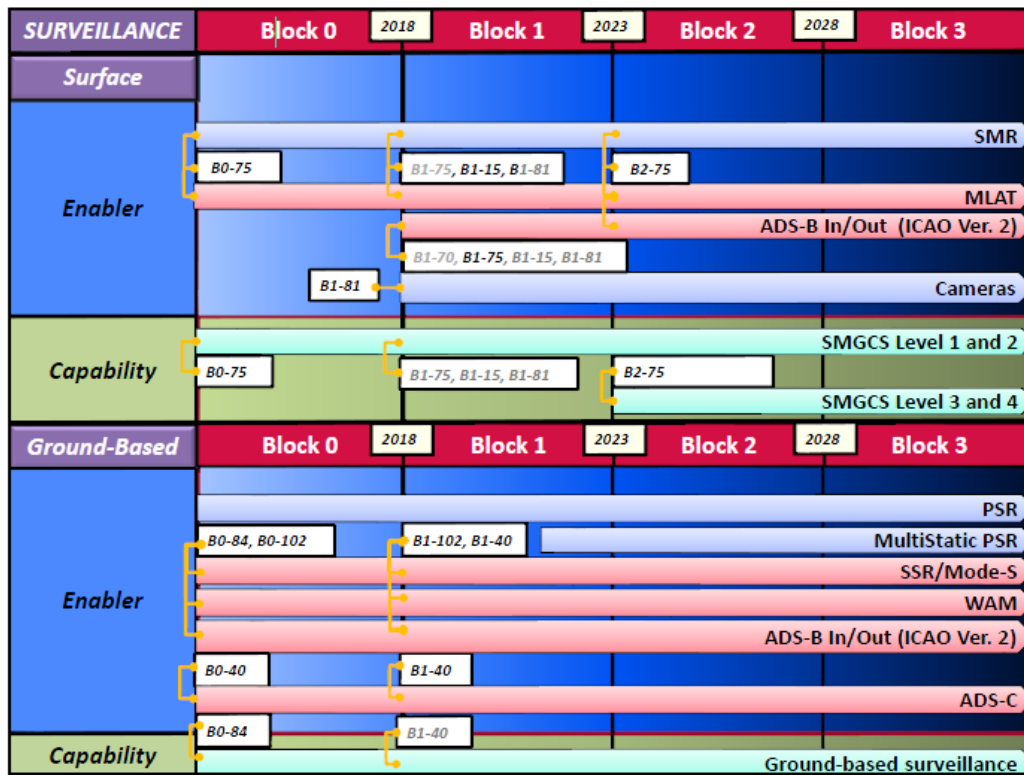 SURVEILLANCE Block 0 2018 Block 1 2023 Block 2 2028 Block 3
Surface
SMR
B0-75 B1-75, B1-15, B1-81 B2-75
Enabler
MLAT
ADS-B In/Out (ICAO Ver. 2)
B1-70, B1-75, B1-15, B1-81
B1-81 Cameras
SMGCS Level 1 and 2
Capability
B0-75 B1-75, B1-15, B1-81 B2-75
SMGCS Level 3 and 4
Ground-Based Block 0 2018 Block 1 2023 Block 2 2028 Block 3
PSR
B0-84, B0-102 B1-102, B1-40 MultiStatic PSR
SSR/Mode-S
Enabler WAM
ADS-B In/Out (ICAO Ver. 2)
B0-40 B1-40
ADS-C
B0-84 B1-40
Capability Ground-based surveillance